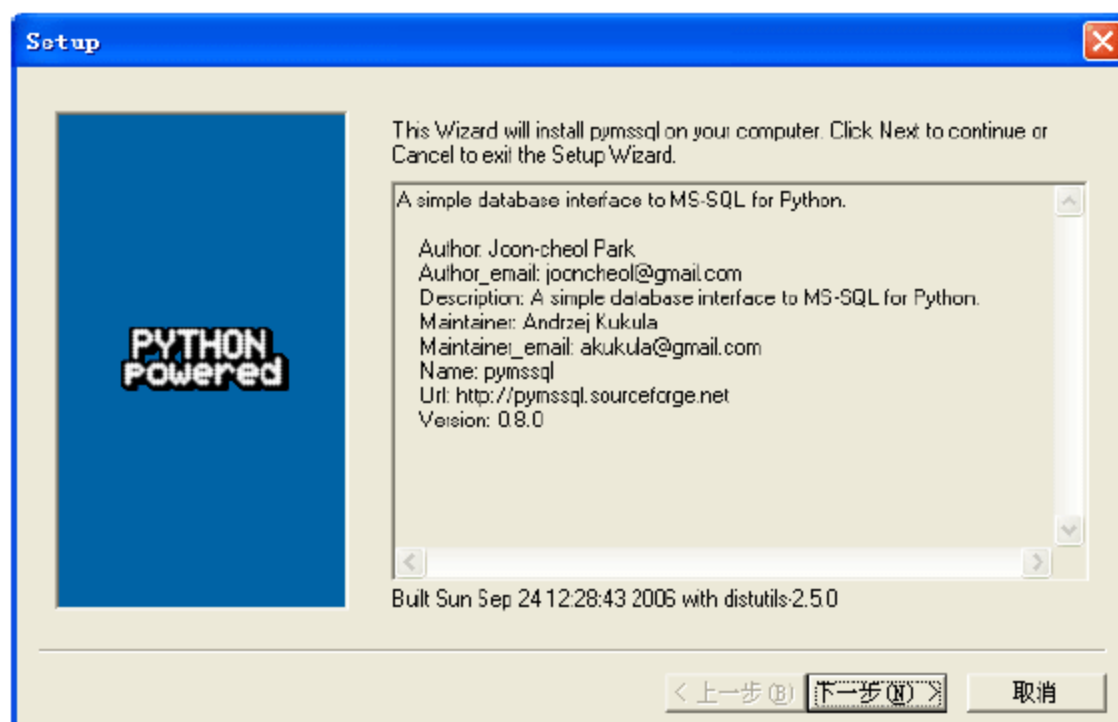 Setup
This Wizard will install pymssql on your computer. Click Next to continue or
Cancel to exit the Setup Wizard.
A simple database interface to MS-SQL for Python.
Author: Joon-cheol Park
Author_email: jooncheol@gmail.com
Description: A simple database interface to MS-SQL for Python.
Maintainer: Andrzej Kukula
Maintainer_email: akukula@gmail.com
Name: pymssql
Url: http://pymssql.sourceforge.net
Version: 0.8.0
PYTHON
powered
Built Sun Sep 24 12:28:43 2006 with distutils-2.5.0
< 上一步(B) 下一步(N) > 取消